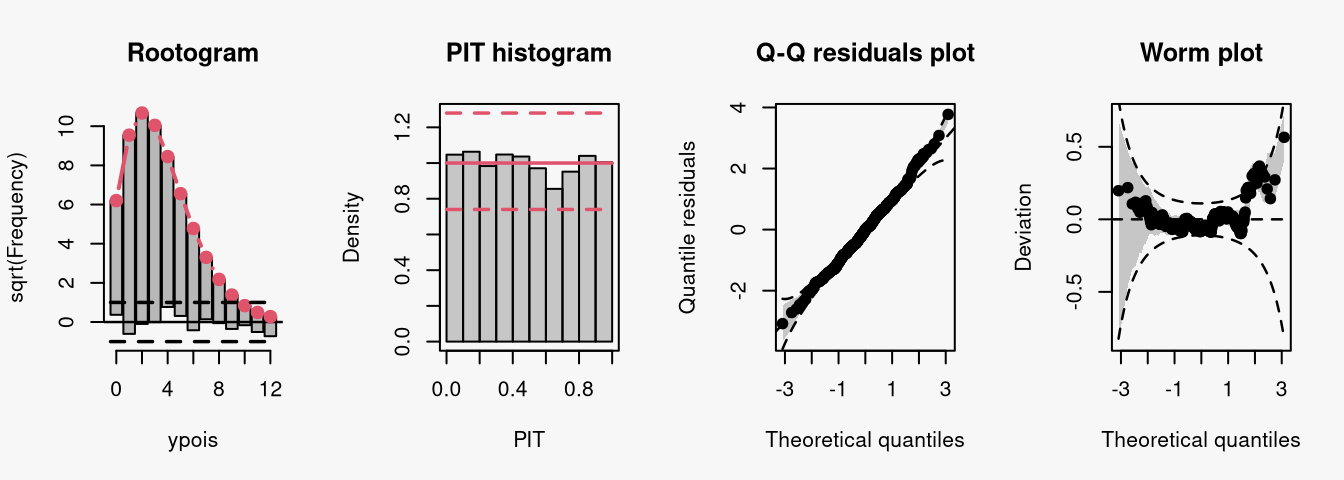 Rootogram
sqrt(Frequency)
0 2 4 6 8 10
0 4 8 12
ypois
PIT histogram
Density
0.0 0.4 0.8 1.2
0.0 0.4 0.8
PIT
Q-Q residuals plot
Quantile residuals
-2 0 2 4
-3 -1 1 3
Theoretical quantiles
Worm plot
Deviation
-0.5 0.0 0.5
-3 -1 1 3
Theoretical quantiles